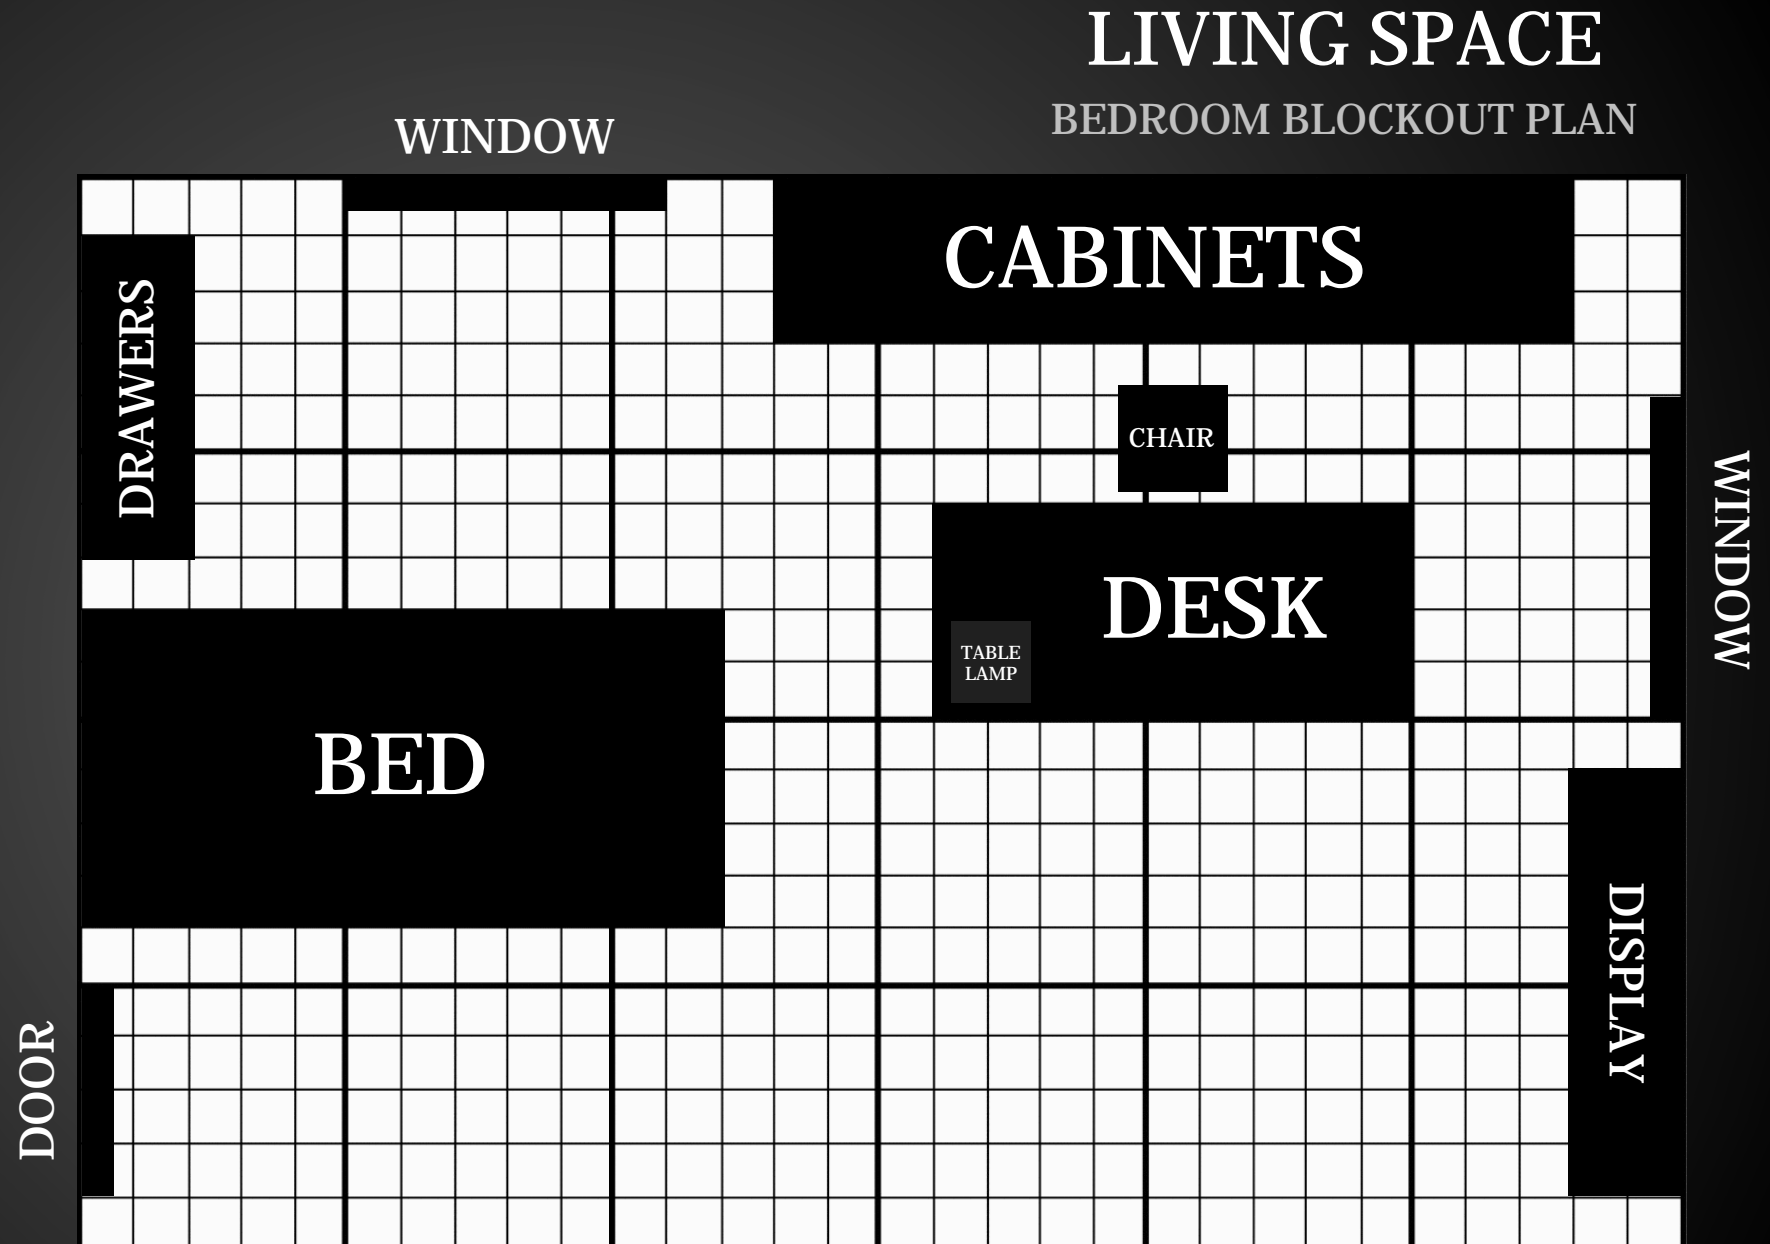 LIVING SPACE
BEDROOM BLOCKOUT PLAN
WINDOW
CABINETS
DRAWERS
CHAIR
WINDOW
DESK
TABLE
LAMP
BED
DISPLAY
DOOR